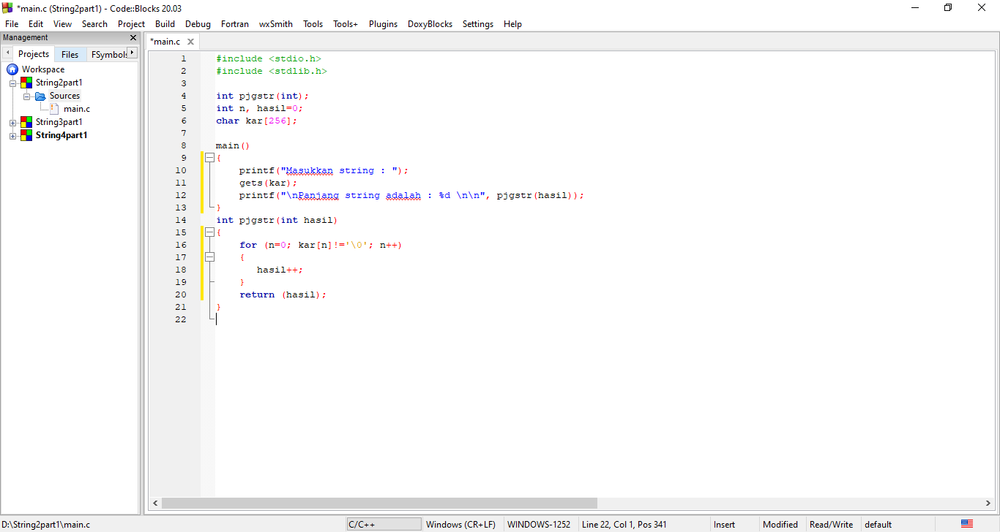 *main.c (String2part1) - Code::Blocks 20.03
File Edit View Search Project Build Debug Fortran wxSmith Tools Tools+ Plugins DoxyBlocks Settings Help
Management
Projects Files FSymbols
Workspace
String2part1
Sources
main.c
String3part1
String4part1
*main.c
1 #include <stdio.h>
2 #include <stdlib.h>
3
4 int pjgstr(int);
5 int n, hasil=0;
6 char kar[256];
7
8 main()
9 {
10 printf("Masukkan string : ");
11 gets(kar);
12 printf("\nPanjang string adalah : %d \n\n", pjgstr(hasil));
13 }
14 int pjgstr(int hasil)
15 {
16 for (n=0; kar[n]!='\0'; n++)
17 {
18 hasil++;
19 }
20 return (hasil);
21 }
22
D:\String2part1\main.c C/C++ Windows (CR+LF) WINDOWS-1252 Line 22, Col 1, Pos 341 Insert Modified Read/Write default